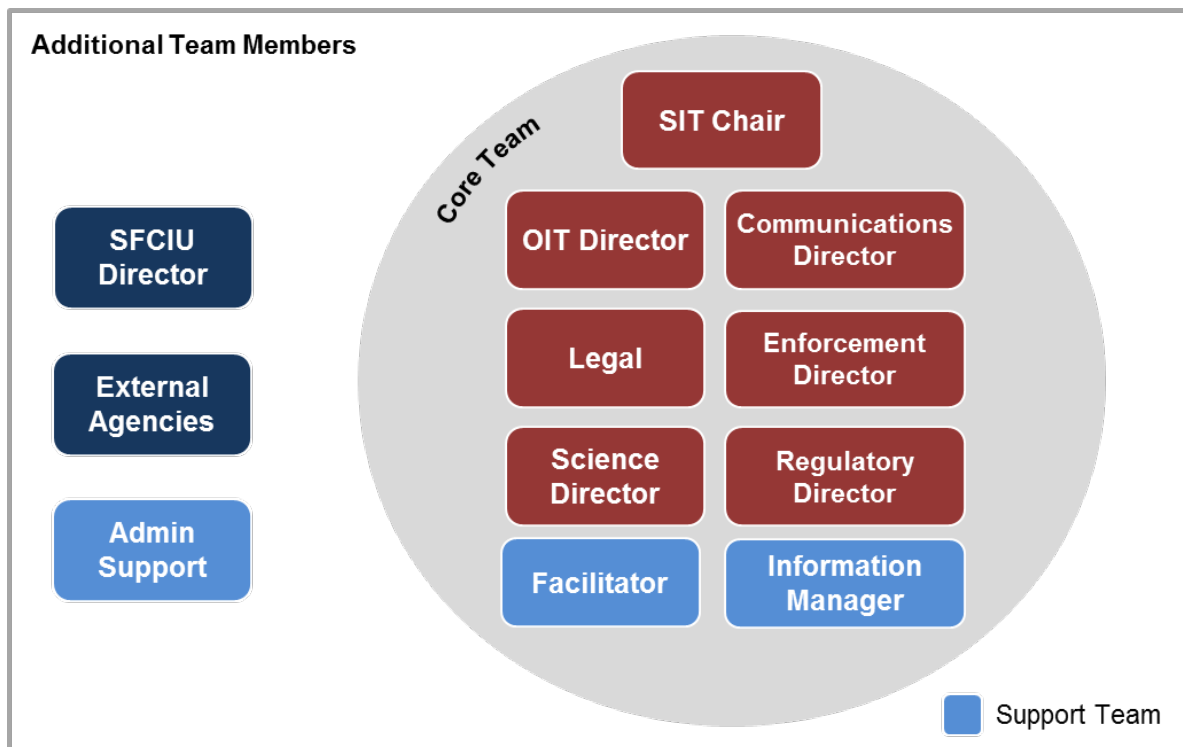 Additional Team Members
Core Team
SIT Chair
SFCIU
Director
OIT Director
Communications
Director
External
Agencies
Legal
Enforcement
Director
Science
Director
Regulatory
Director
Admin
Support
Facilitator
Information
Manager
Support Team